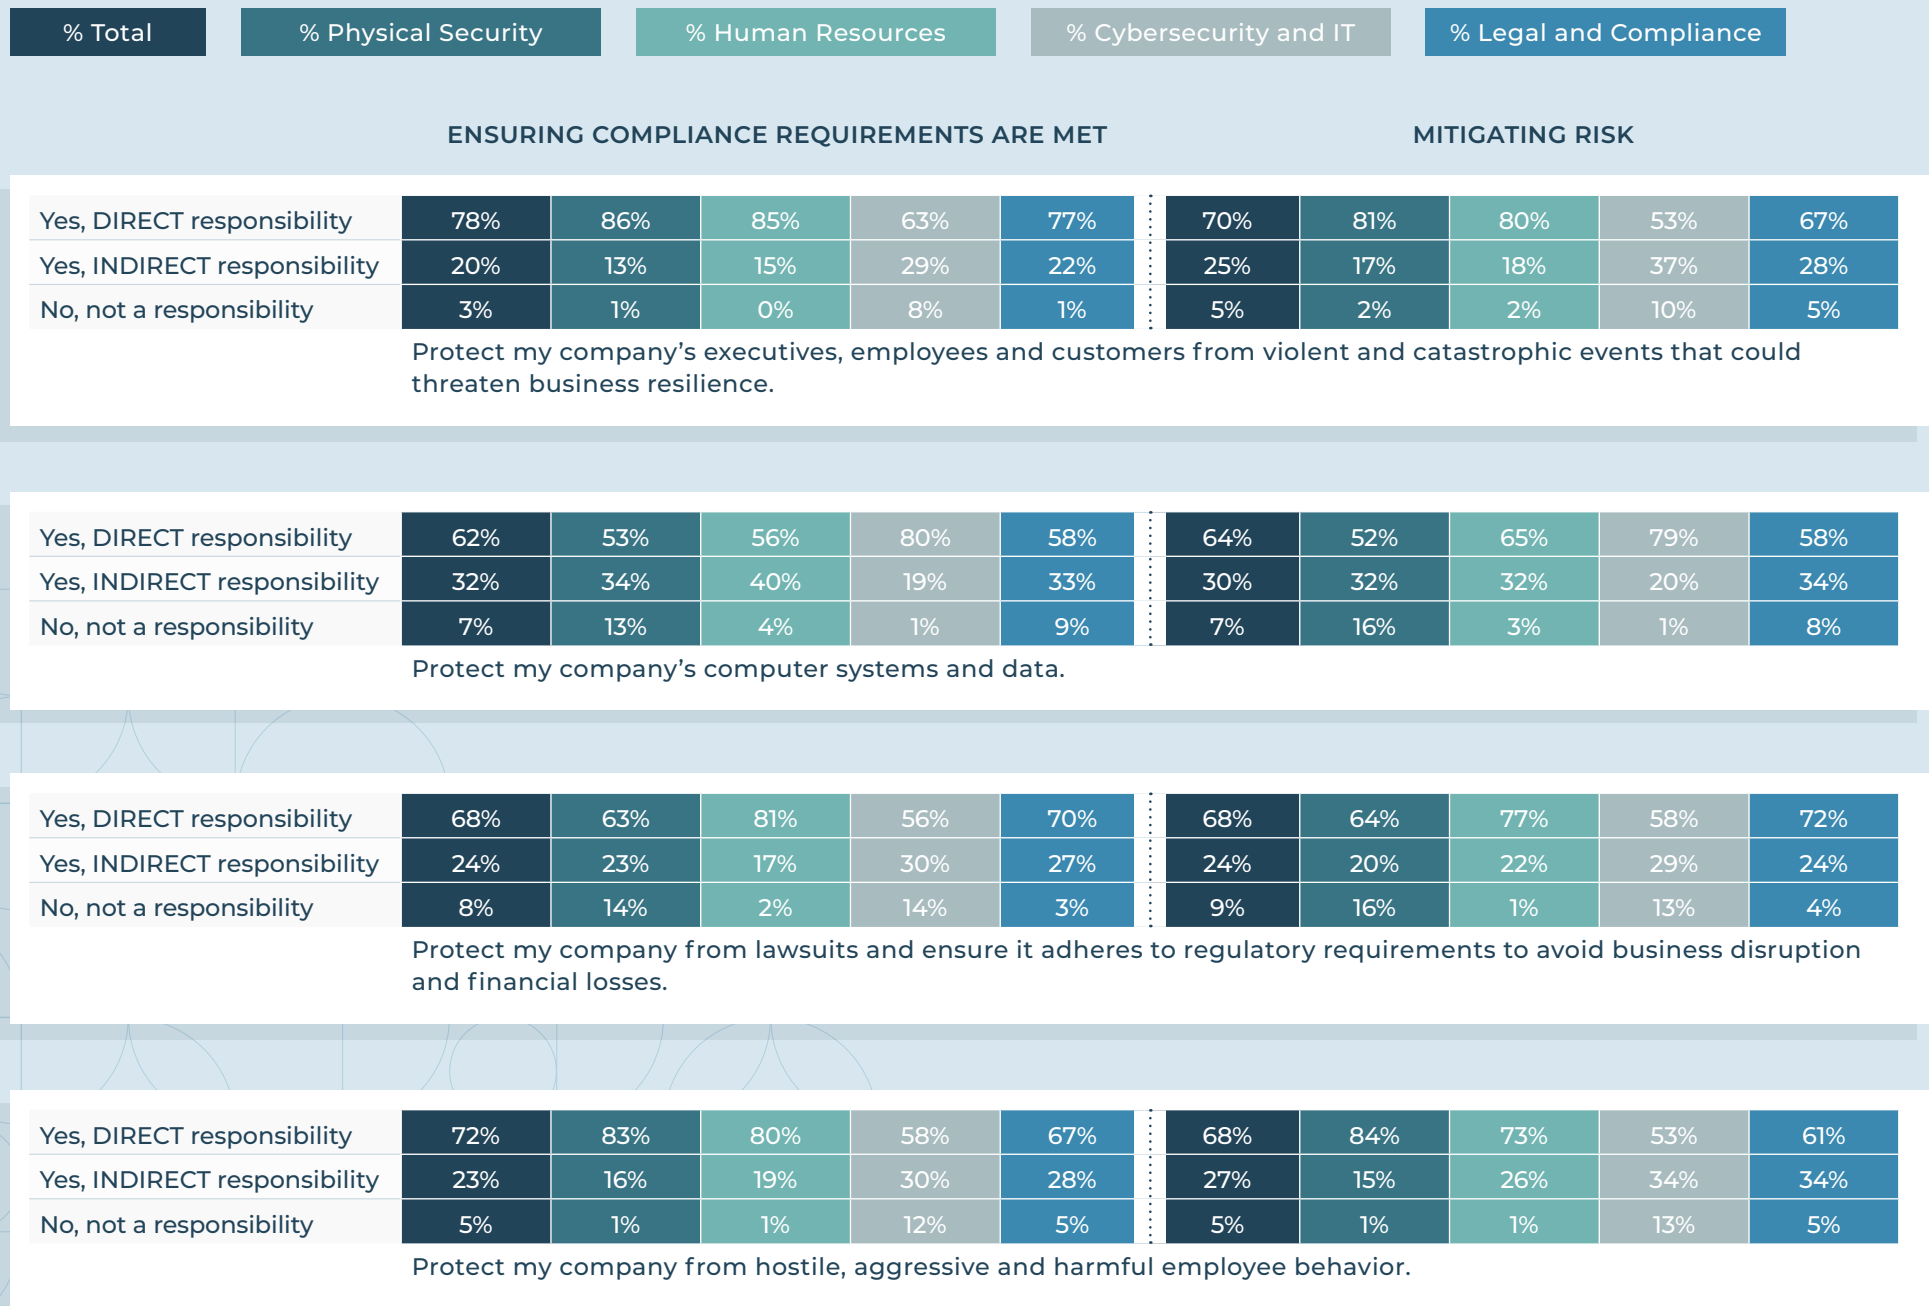 % Total % Physical Security % Human Resources % Cybersecurity and IT % Legal and Compliance
ENSURING COMPLIANCE REQUIREMENTS ARE MET MITIGATING RISK
Yes, DIRECT responsibility 78% 86% 85% 63% 77% 70% 81% 80% 53% 67%
Yes, INDIRECT responsibility 20% 13% 15% 29% 22% 25% 17% 18% 37% 28%
No, not a responsibility 3% 1% 0% 8% 1% 5% 2% 2% 10% 5%
Protect my company’s executives, employees and customers from violent and catastrophic events that could
threaten business resilience.
Yes, DIRECT responsibility 62% 53% 56% 80% 58% 64% 52% 65% 79% 58%
Yes, INDIRECT responsibility 32% 34% 40% 19% 33% 30% 32% 32% 20% 34%
No, not a responsibility 7% 13% 4% 1% 9% 7% 16% 3% 1% 8%
Protect my company’s computer systems and data.
Yes, DIRECT responsibility 68% 63% 81% 56% 70% 68% 64% 77% 58% 72%
Yes, INDIRECT responsibility 24% 23% 17% 30% 27% 24% 20% 22% 29% 24%
No, not a responsibility 8% 14% 2% 14% 3% 9% 16% 1% 13% 4%
Protect my company from lawsuits and ensure it adheres to regulatory requirements to avoid business disruption
and financial losses.
Yes, DIRECT responsibility 72% 83% 80% 58% 67% 68% 84% 73% 53% 61%
Yes, INDIRECT responsibility 23% 16% 19% 30% 28% 27% 15% 26% 34% 34%
No, not a responsibility 5% 1% 1% 12% 5% 5% 1% 1% 13% 5%
Protect my company from hostile, aggressive and harmful employee behavior.